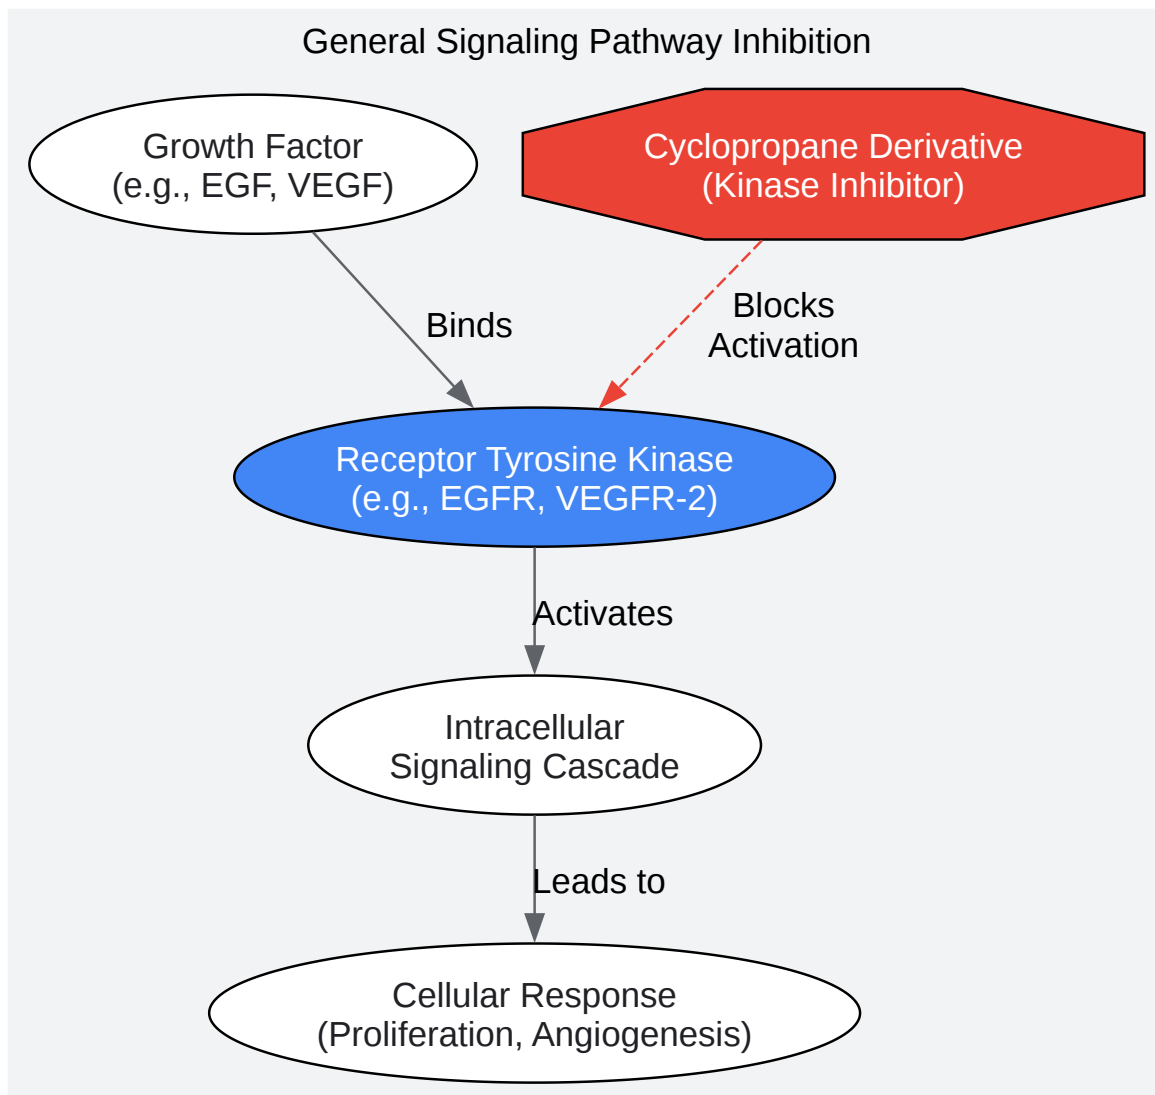 General Signaling Pathway Inhibition
Growth Factor
(e.g., EGF, VEGF)
Cyclopropane Derivative
(Kinase Inhibitor)
Binds
Blocks
Activation
Receptor Tyrosine Kinase
(e.g., EGFR, VEGFR-2)
Activates
Intracellular
Signaling Cascade
Leads to
Cellular Response
(Proliferation, Angiogenesis)